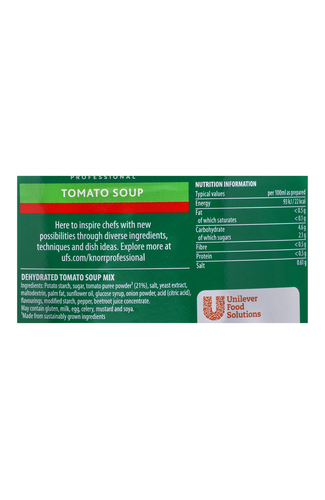 PROFESSIONAL
TOMATO SOUP
Here to inspire chefs with new
possibilities through diverse ingredients,
techniques and dish ideas. Explore more at
ufs.com/knorrprofessional
DEHYDRATED TOMATO SOUP MIX
Ingredients: Potato starch, sugar, tomato puree powder¹ (21%), salt, yeast extract,
maltodextrin, palm fat, sunflower oil, glucose syrup, onion powder, acid (citric acid),
flavourings, modified starch, pepper, beetroot juice concentrate.
May contain gluten, milk, egg, celery, mustard and soya.
¹Made from sustainably grown ingredients
NUTRITION INFORMATION
Typical values per 100ml as prepared
Energy 93 kJ / 22 kcal
Fat < 0.5 g
of which saturates < 0.5 g
Carbohydrate 4.6 g
of which sugars 2.1 g
Fibre < 0.5 g
Protein < 0.5 g
Salt 0.61 g
Unilever
Food
Solutions